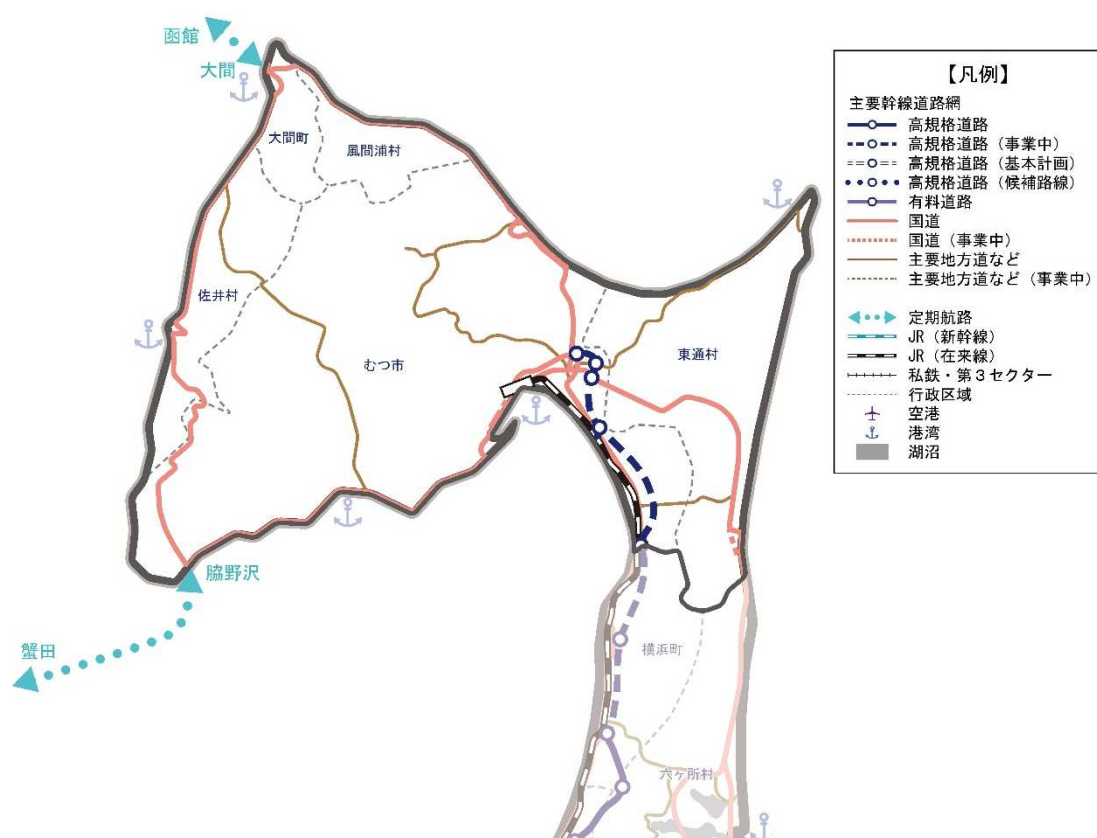 函館
大間
大間町
風間浦村
佐井村
むつ市
東通村
脇野沢
蟹田
横浜町
六ヶ所村
【凡例】
主要幹線道路網
高規格道路
高規格道路（事業中）
高規格道路（基本計画）
高規格道路（候補路線）
有料道路
国道
国道（事業中）
主要地方道など
主要地方道など（事業中）
定期航路
JR（新幹線）
JR（在来線）
私鉄・第３セクター
行政区域
空港
港湾
湖沼